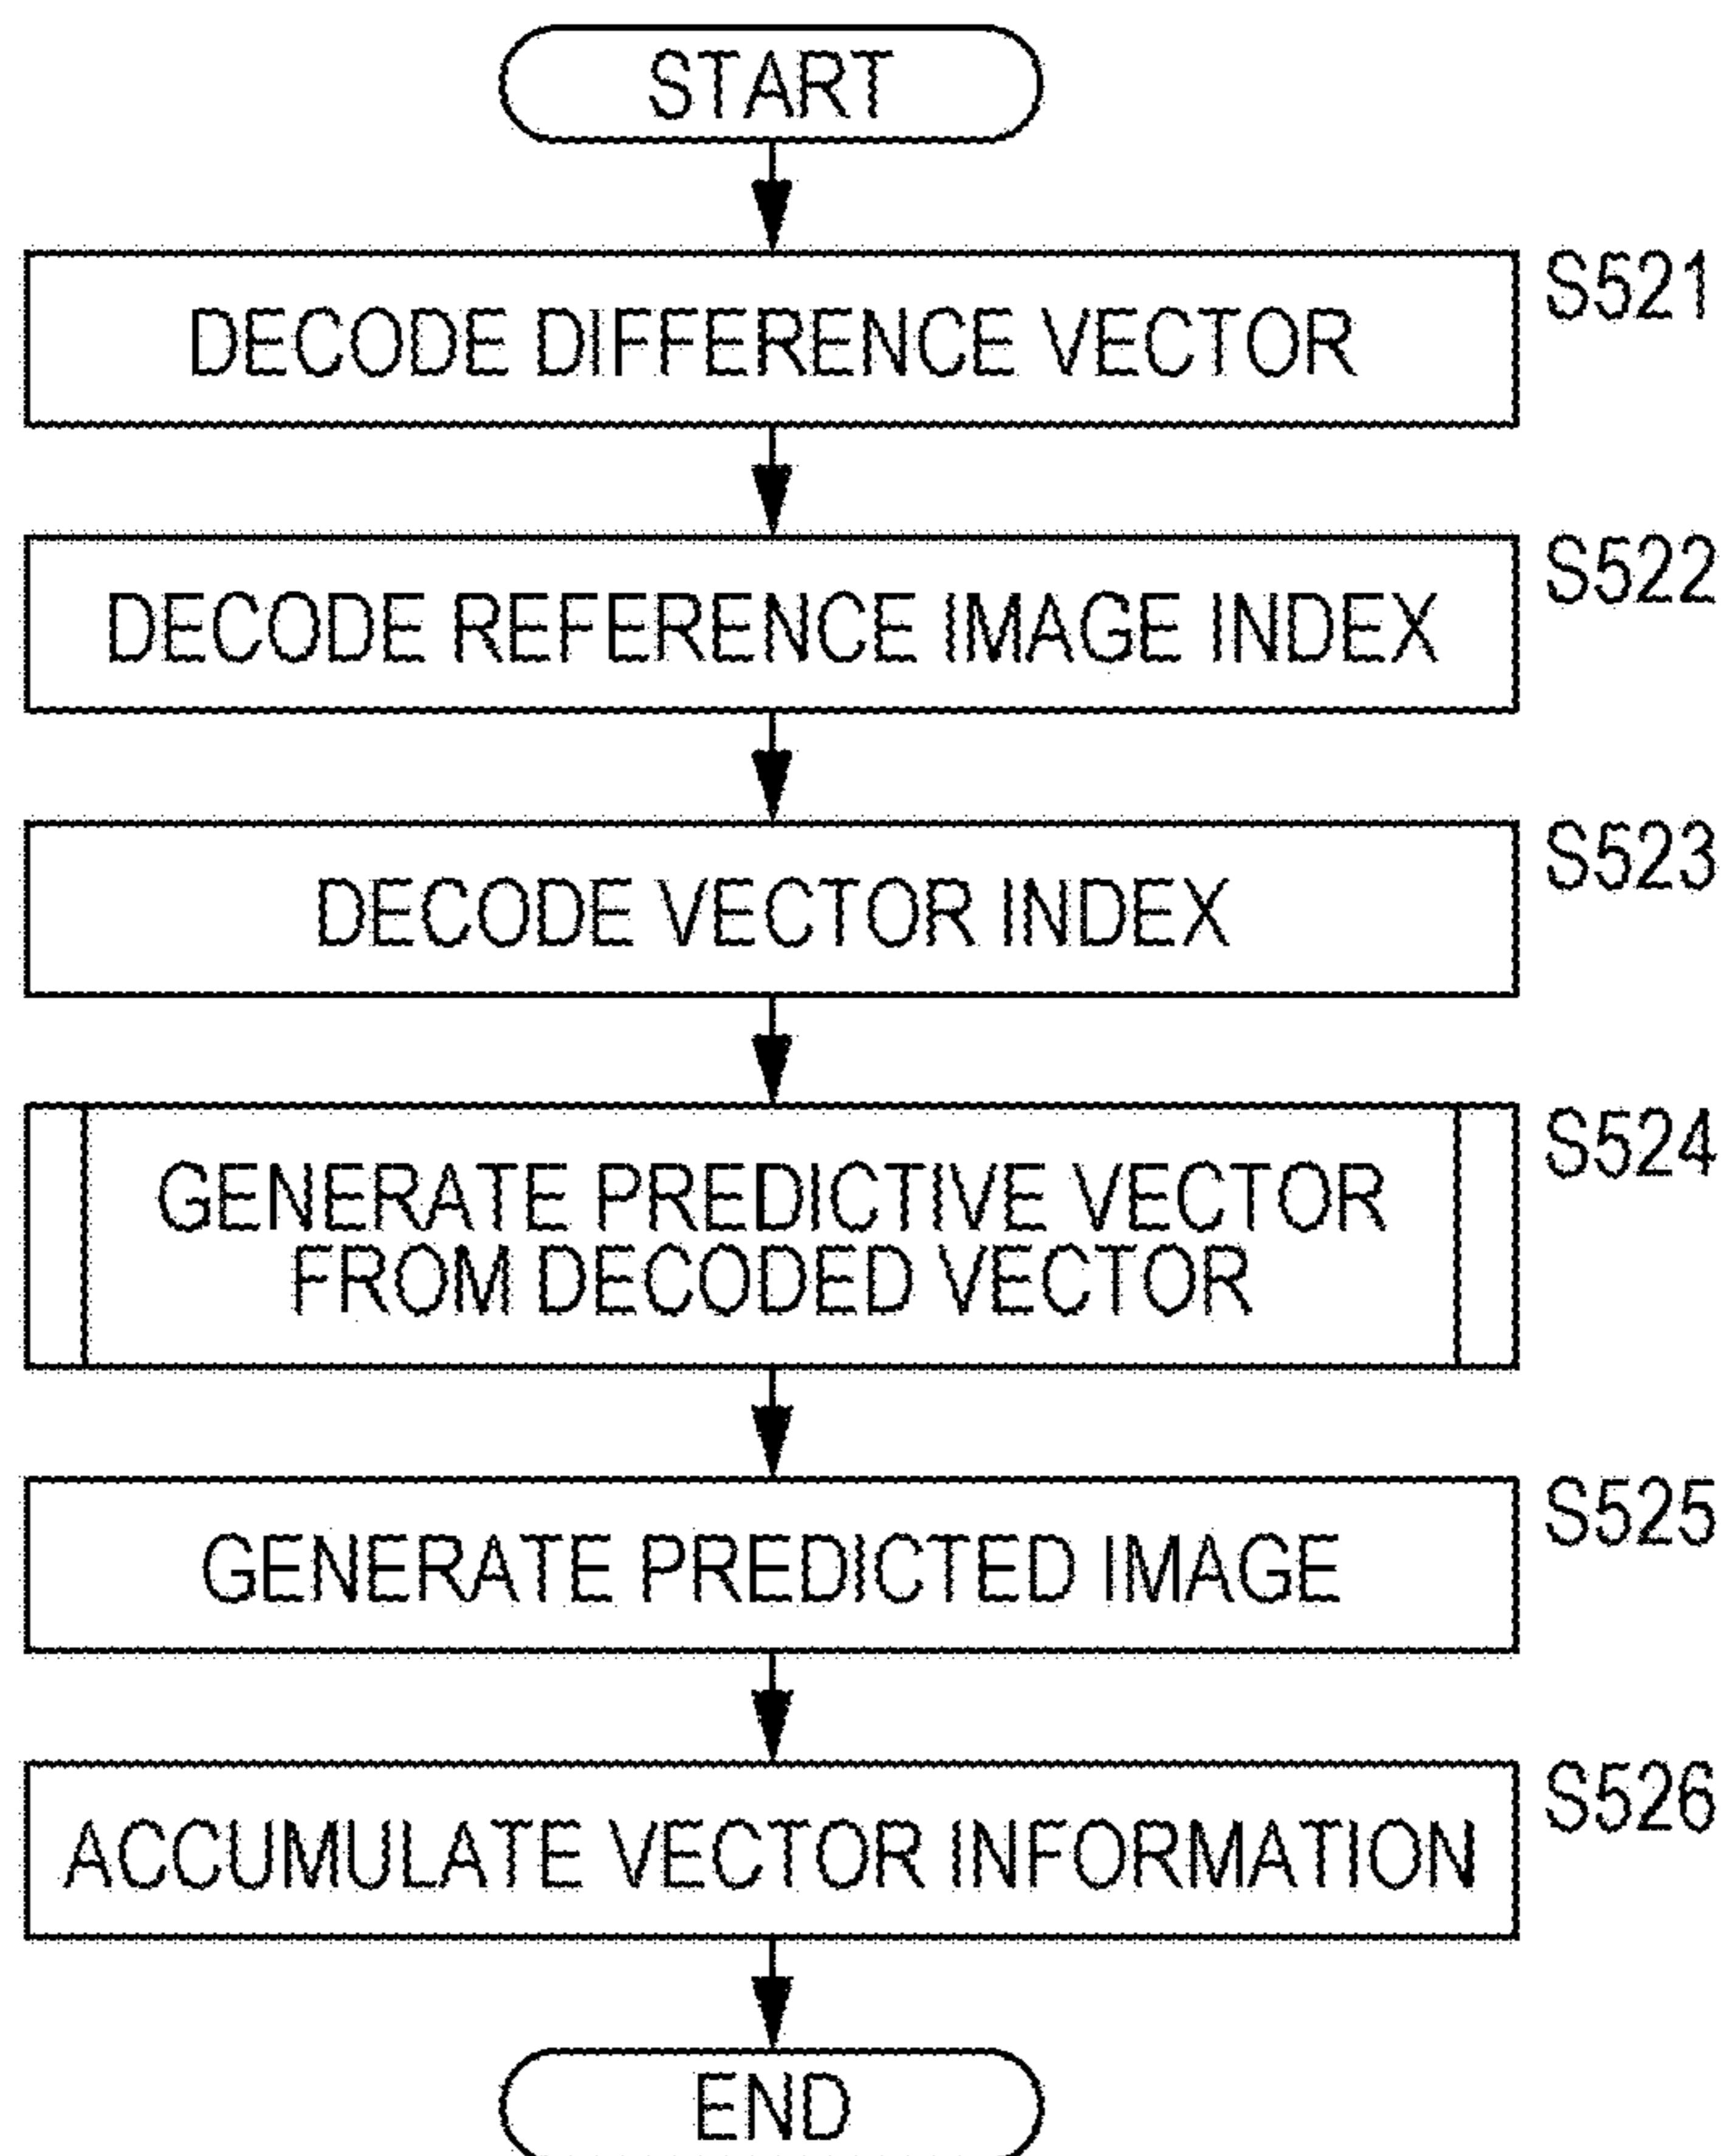 START
DECODE DIFFERENCE VECTOR
S521
DECODE REFERENCE IMAGE INDEX
S522
DECODE VECTOR INDEX
S523
GENERATE PREDICTIVE VECTOR
FROM DECODED VECTOR
S524
GENERATE PREDICTED IMAGE
S525
ACCUMULATE VECTOR INFORMATION
S526
END